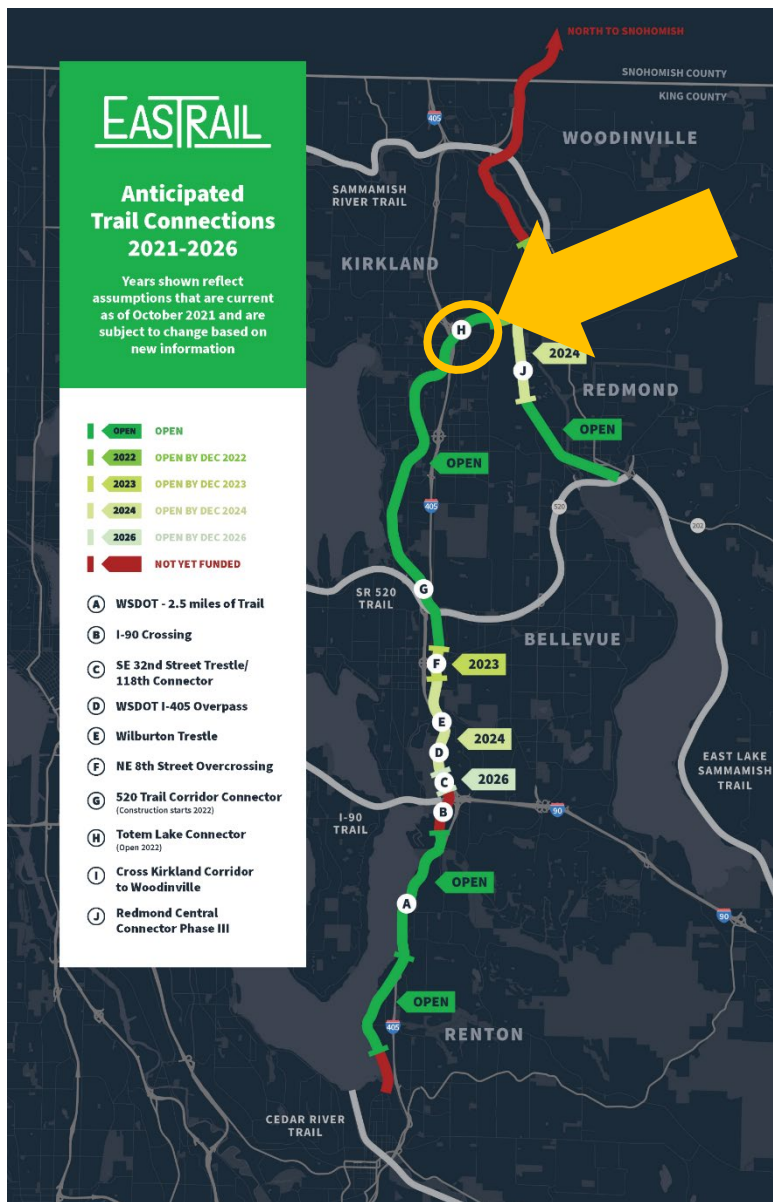 EASTRAIL
Anticipated
Trail Connections
2021-2026
Years shown reflect
assumptions that are current
as of October 2021 and are
subject to change based on
new information
OPEN OPEN
2022 OPEN BY DEC 2022
2023 OPEN BY DEC 2023
2024 OPEN BY DEC 2024
2026 OPEN BY DEC 2026
NOT YET FUNDED
A WSDOT - 2.5 miles of Trail
B I-90 Crossing
C SE 32nd Street Trestle/
118th Connector
D WSDOT I-405 Overpass
E Wilburton Trestle
F NE 8th Street Overcrossing
G 520 Trail Corridor Connector
(Construction starts 2022)
H Totem Lake Connector
(Open 2022)
I Cross Kirkland Corridor
to Woodinville
J Redmond Central
Connector Phase III
NORTH TO SNOHOMISH
SNOHOMISH COUNTY
KING COUNTY
405
WOODINVILLE
SAMMAMISH
RIVER TRAIL
KIRKLAND
H
2024
J
REDMOND
OPEN
OPEN
405
520
202
SR 520
TRAIL
G
BELLEVUE
F
2023
E
2024
D
EAST LAKE
SAMMAMISH
TRAIL
C
2026
I-90
TRAIL
B
90
OPEN
A
90
OPEN
405
RENTON
CEDAR RIVER
TRAIL